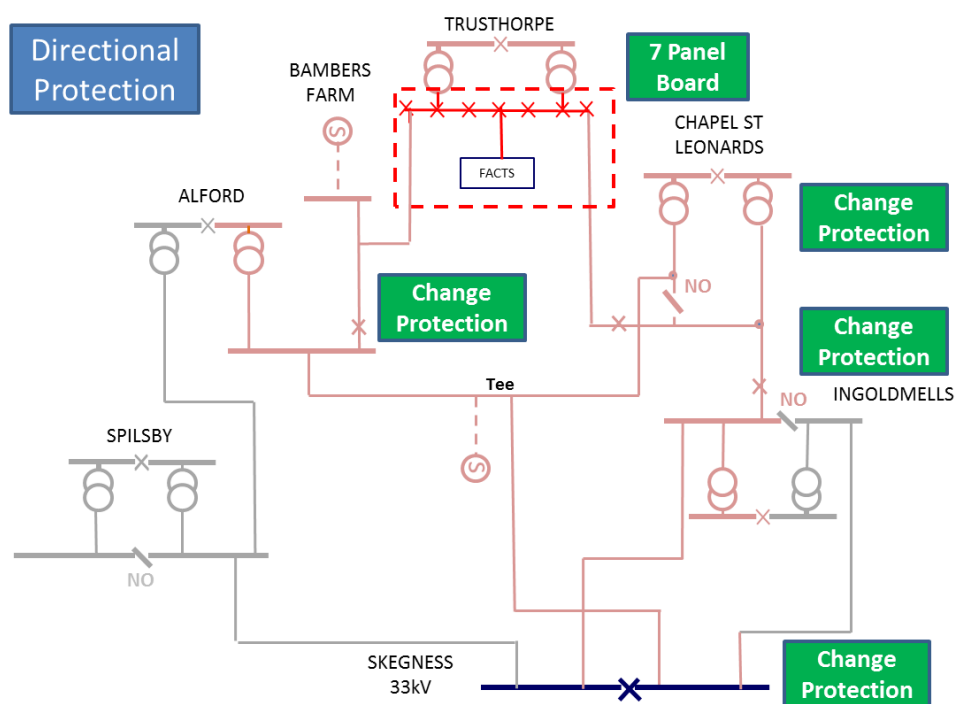 Directional
Protection
TRUSTHORPE
7 Panel
Board
BAMBERS
FARM
S
CHAPEL ST
LEONARDS
FACTS
ALFORD
Change
Protection
NO
Change
Protection
Change
Protection
Tee
NO
INGOLDMELLS
SPILSBY
S
NO
SKEGNESS
33kV
Change
Protection